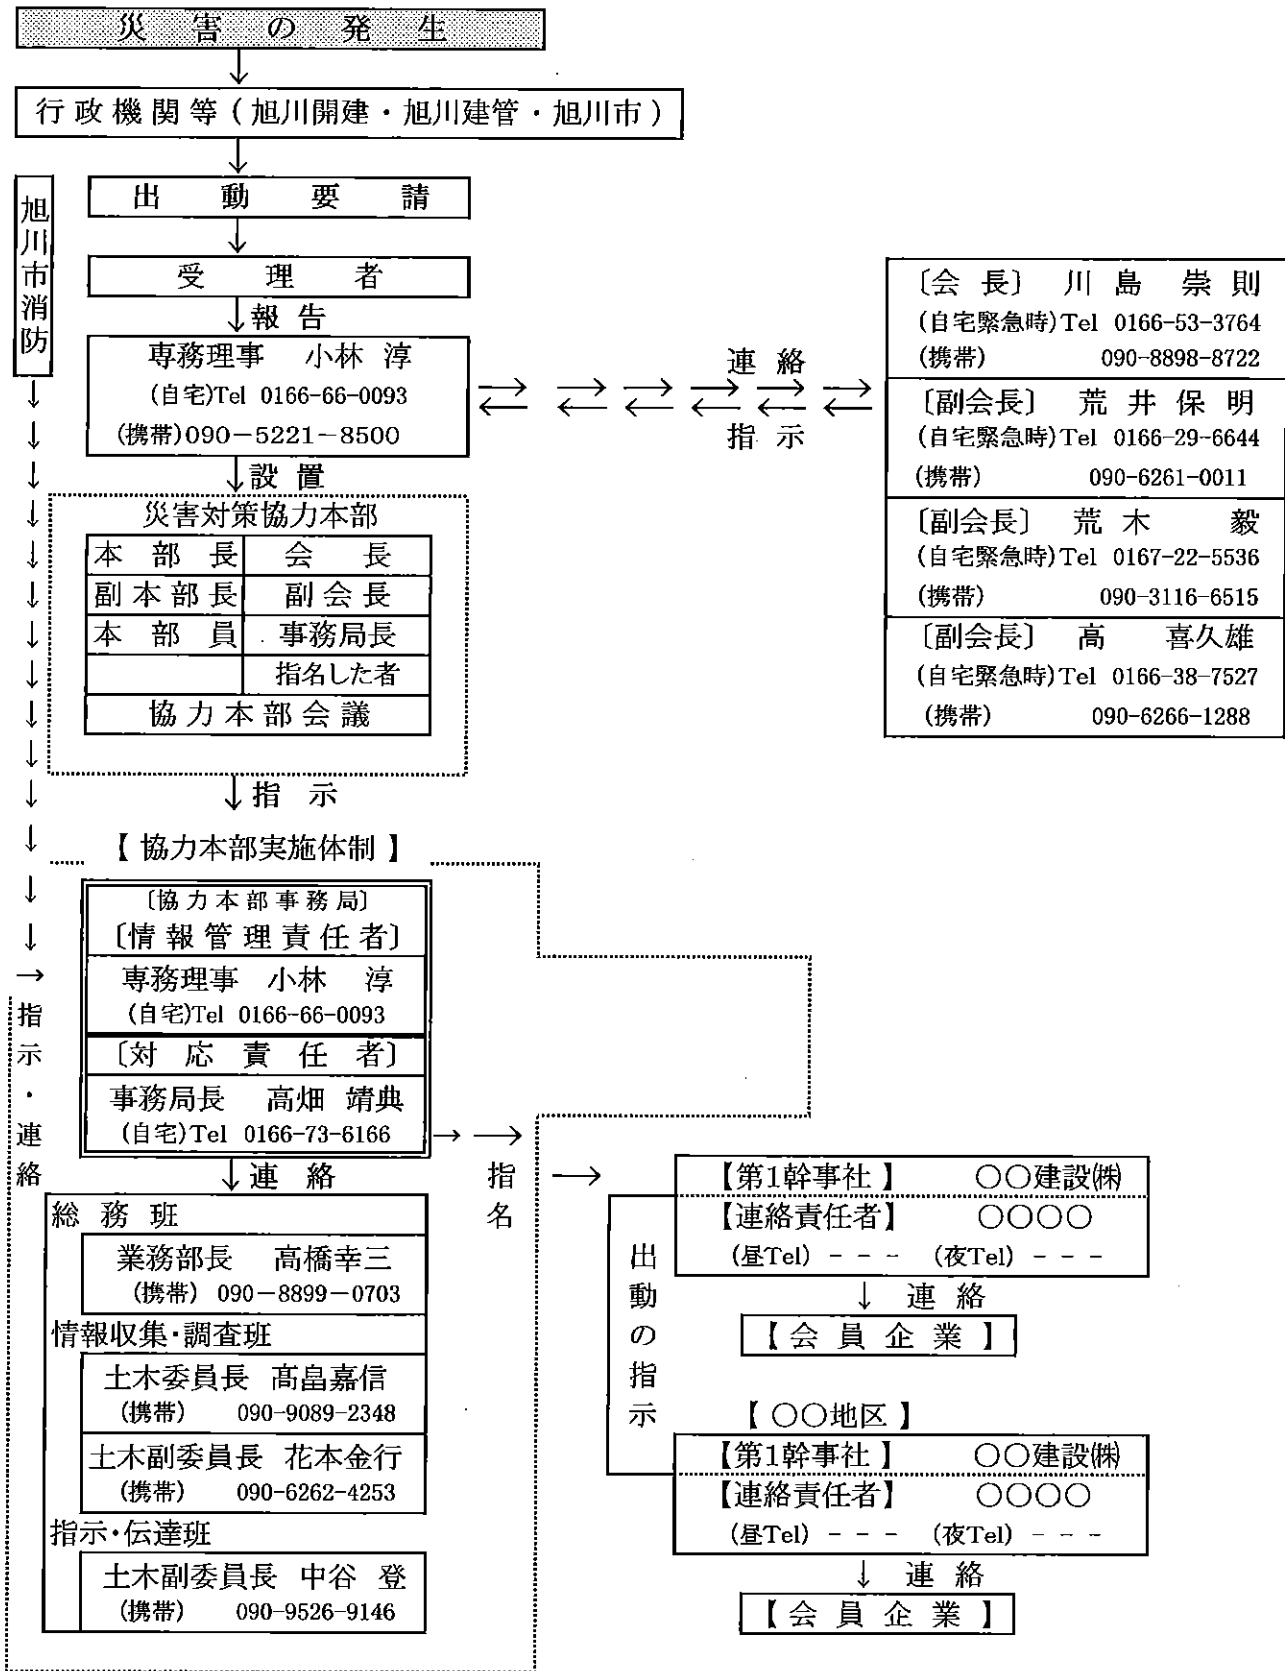 災害の発生
↓
行政機関等(旭川開建・旭川建管・旭川市)
↓
出動要請
↓
受理者
↓報告
専務理事 小林 淳
(自宅)Tel 0166-66-0093
(携帯)090-5221-8500
旭川市消防
連絡
指示
〔会長〕 川島 崇則
(自宅緊急時)Tel 0166-53-3764
(携帯) 090-8898-8722
〔副会長〕 荒井保明
(自宅緊急時)Tel 0166-29-6644
(携帯) 090-6261-0011
〔副会長〕 荒木 毅
(自宅緊急時)Tel 0167-22-5536
(携帯) 090-3116-6515
〔副会長〕 高 喜久雄
(自宅緊急時)Tel 0166-38-7527
(携帯) 090-6266-1288
↓設置
災害対策協力本部
本部長 会長
副本部長 副会長
本部員 事務局長
指名した者
協力本部会議
↓指示
【協力本部実施体制】
〔協力本部事務局〕
〔情報管理責任者〕
専務理事 小林 淳
(自宅)Tel 0166-66-0093
〔対応責任者〕
事務局長 高畑 靖典
(自宅)Tel 0166-73-6166
→指示・連絡
↓連絡
総務班
業務部長 高橋幸三
(携帯) 090-8899-0703
情報収集・調査班
土木委員長 髙畠嘉信
(携帯) 090-9089-2348
土木副委員長 花本金行
(携帯) 090-6262-4253
指示・伝達班
土木副委員長 中谷 登
(携帯) 090-9526-9146
→ → 指名
→
出動の指示
【第1幹事社】 〇〇建設㈱
【連絡責任者】 〇〇〇〇
(昼Tel) - - - (夜Tel) - - -
↓ 連絡
【会員企業】
【〇〇地区】
【第1幹事社】 〇〇建設㈱
【連絡責任者】 〇〇〇〇
(昼Tel) - - - (夜Tel) - - -
↓ 連絡
【会員企業】